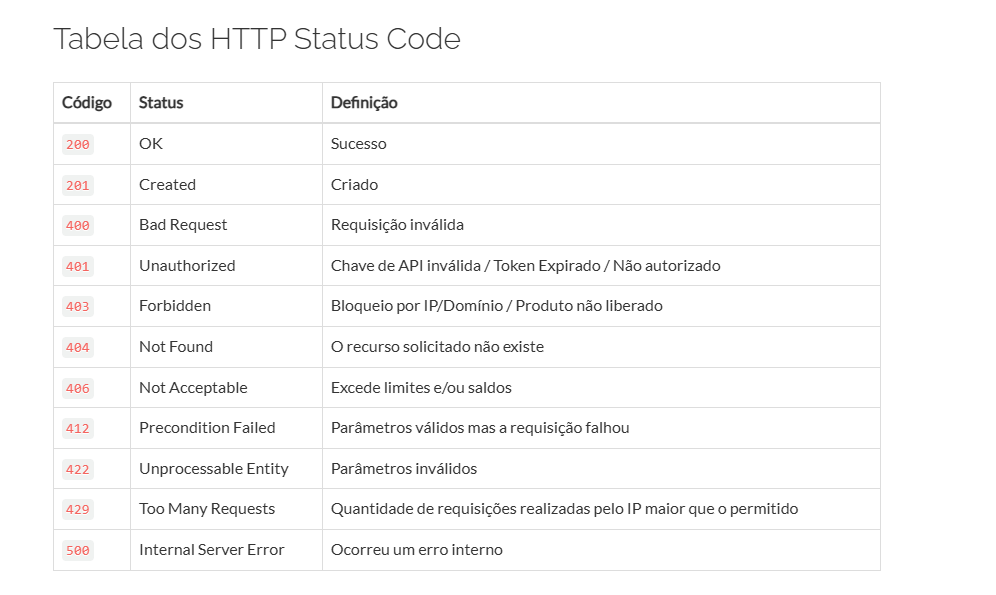 Tabela dos HTTP Status Code
Código Status Definição
200 OK Sucesso
201 Created Criado
400 Bad Request Requisição inválida
401 Unauthorized Chave de API inválida / Token Expirado / Não autorizado
403 Forbidden Bloqueio por IP/Domínio / Produto não liberado
404 Not Found O recurso solicitado não existe
406 Not Acceptable Excede limites e/ou saldos
412 Precondition Failed Parâmetros válidos mas a requisição falhou
422 Unprocessable Entity Parâmetros inválidos
429 Too Many Requests Quantidade de requisições realizadas pelo IP maior que o permitido
500 Internal Server Error Ocorreu um erro interno